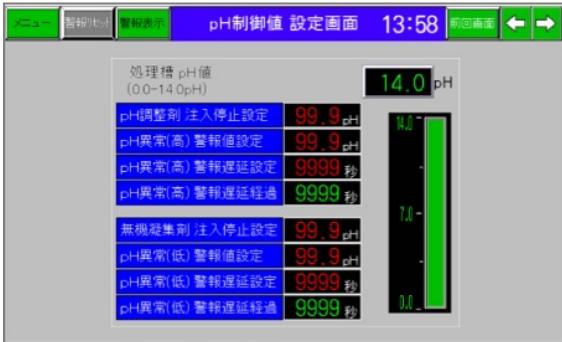 メニュー 警報リセット 警報表示 pH制御値 設定画面 13:58 前回画面
処理槽 pH値
(0.0-14.0pH)
14.0 pH
pH調整剤 注入停止設定 99.9 pH
pH異常(高) 警報値設定 99.9 pH
pH異常(高) 警報遅延設定 9999 秒
pH異常(高) 警報遅延経過 9999 秒
無機凝集剤 注入停止設定 99.9 pH
pH異常(低) 警報値設定 99.9 pH
pH異常(低) 警報遅延設定 9999 秒
pH異常(低) 警報遅延経過 9999 秒
14.0
7.0
0.0